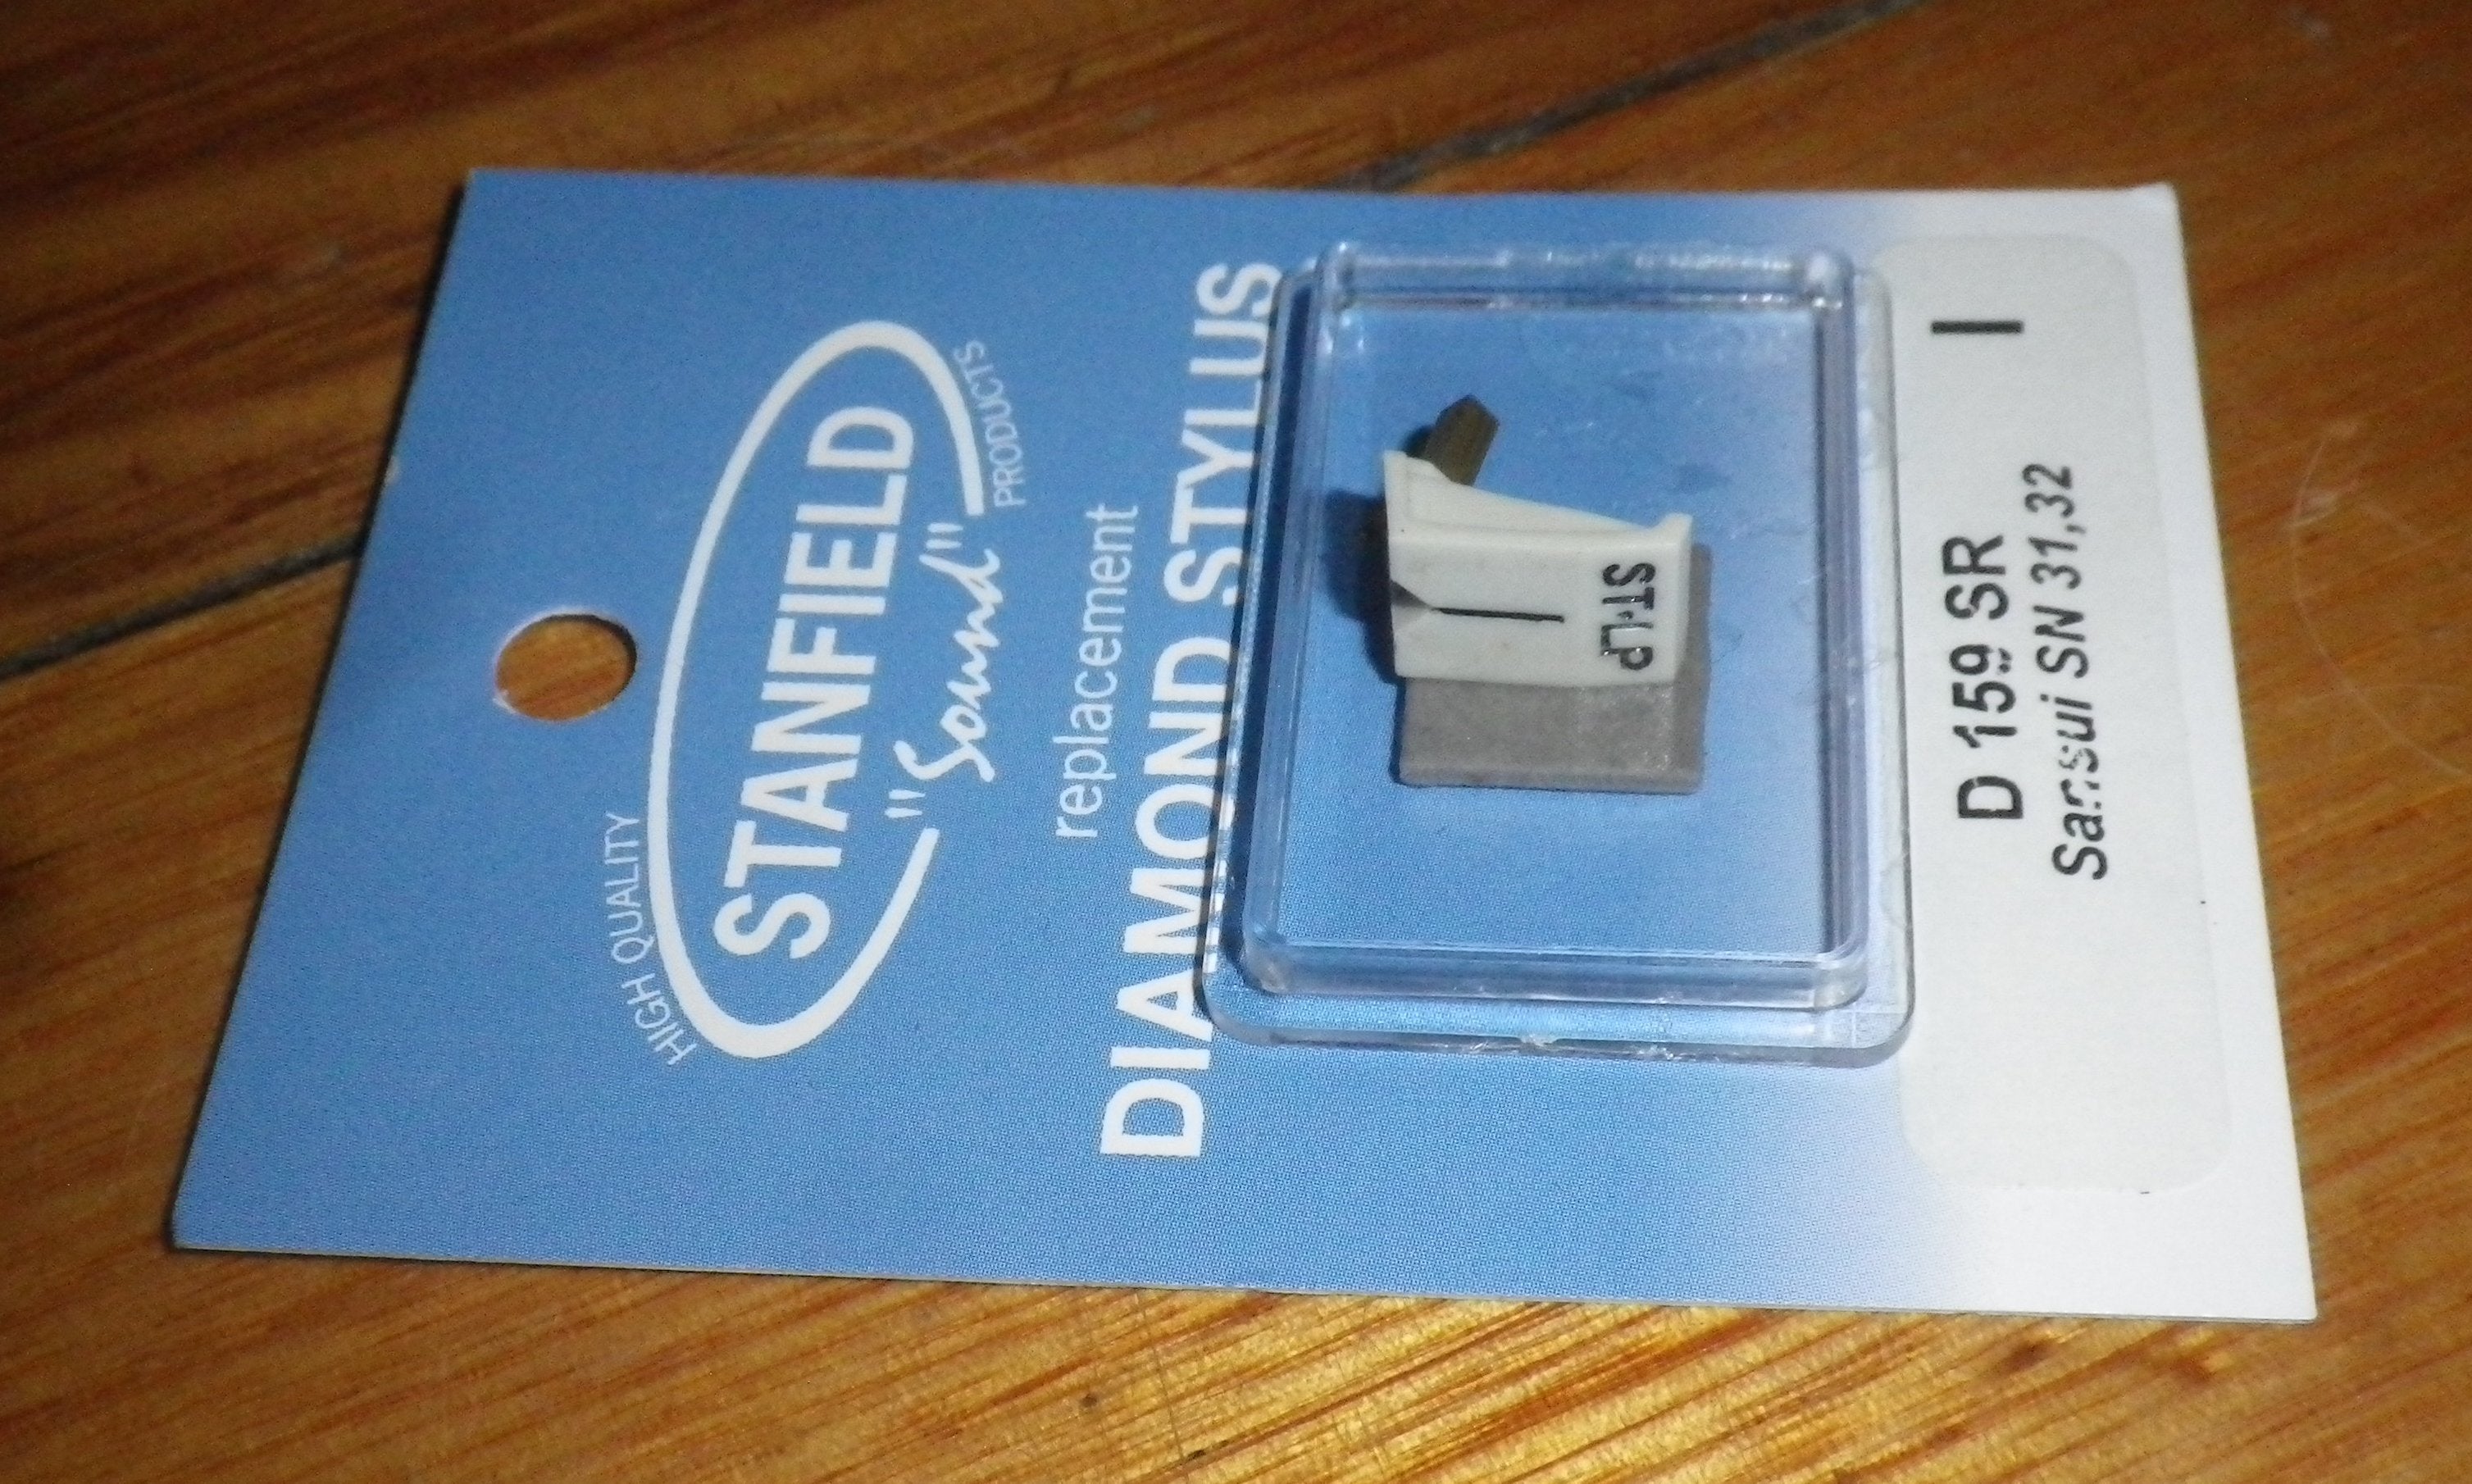 HIGH QUALITY
STANFIELD
"Sound"
PRODUCTS
replacement
DIAMOND STYLUS
ST-LP
D 159 SR
Sansui SN 31,32